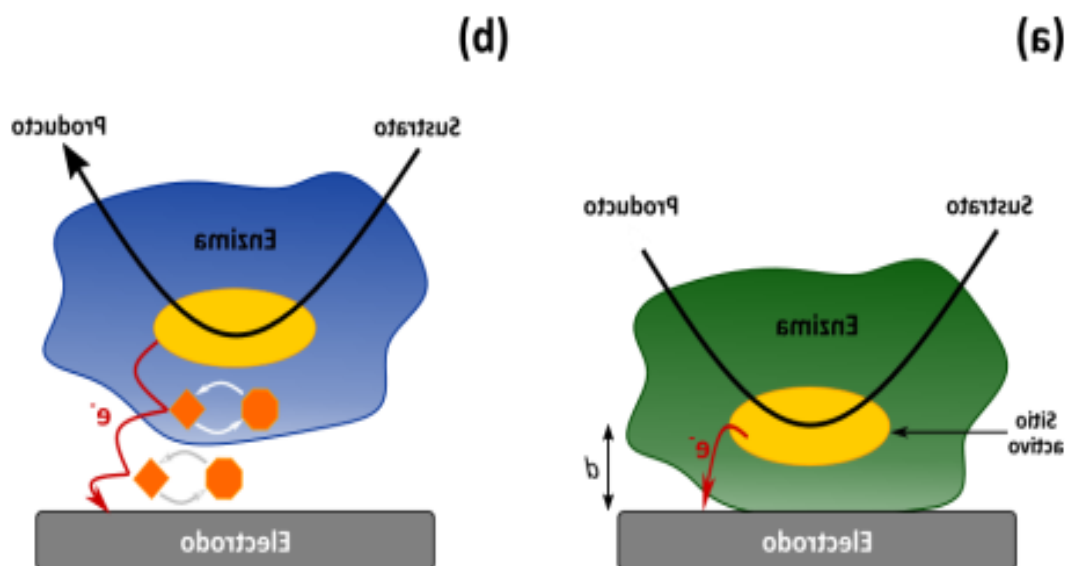 (a)
Sustrato
Producto
Enzima
Sitio
activo
e-
d
Electrodo
(b)
Sustrato
Producto
Enzima
e-
Electrodo